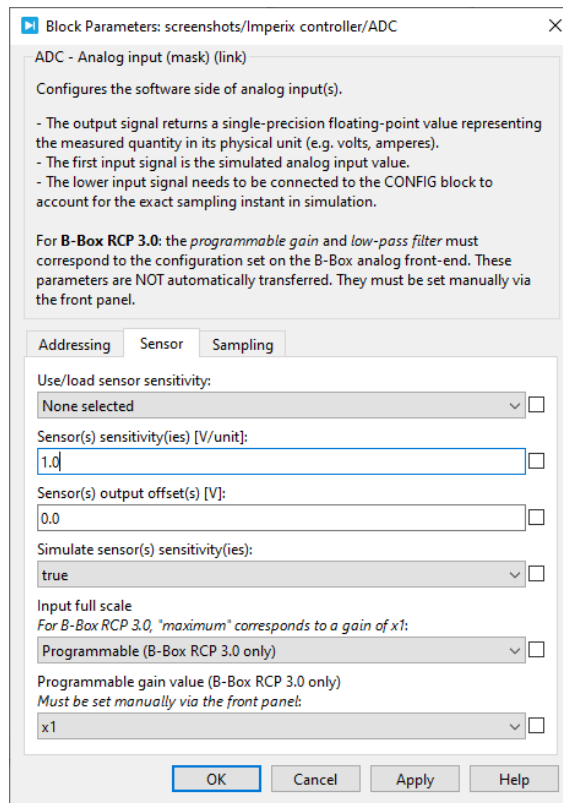 Block Parameters: screenshots/Imperix controller/ADC
ADC - Analog input (mask) (link)
Configures the software side of analog input(s).
- The output signal returns a single-precision floating-point value representing
the measured quantity in its physical unit (e.g. volts, amperes).
- The first input signal is the simulated analog input value.
- The lower input signal needs to be connected to the CONFIG block to
account for the exact sampling instant in simulation.
For B-Box RCP 3.0: the programmable gain and low-pass filter must
correspond to the configuration set on the B-Box analog front-end. These
parameters are NOT automatically transferred. They must be set manually via
the front panel.
Addressing Sensor Sampling
Use/load sensor sensitivity:
None selected
Sensor(s) sensitivity(ies) [V/unit]:
1.0
Sensor(s) output offset(s) [V]:
0.0
Simulate sensor(s) sensitivity(ies):
true
Input full scale
For B-Box RCP 3.0, "maximum" corresponds to a gain of x1:
Programmable (B-Box RCP 3.0 only)
Programmable gain value (B-Box RCP 3.0 only)
Must be set manually via the front panel:
x1
OK Cancel Apply Help